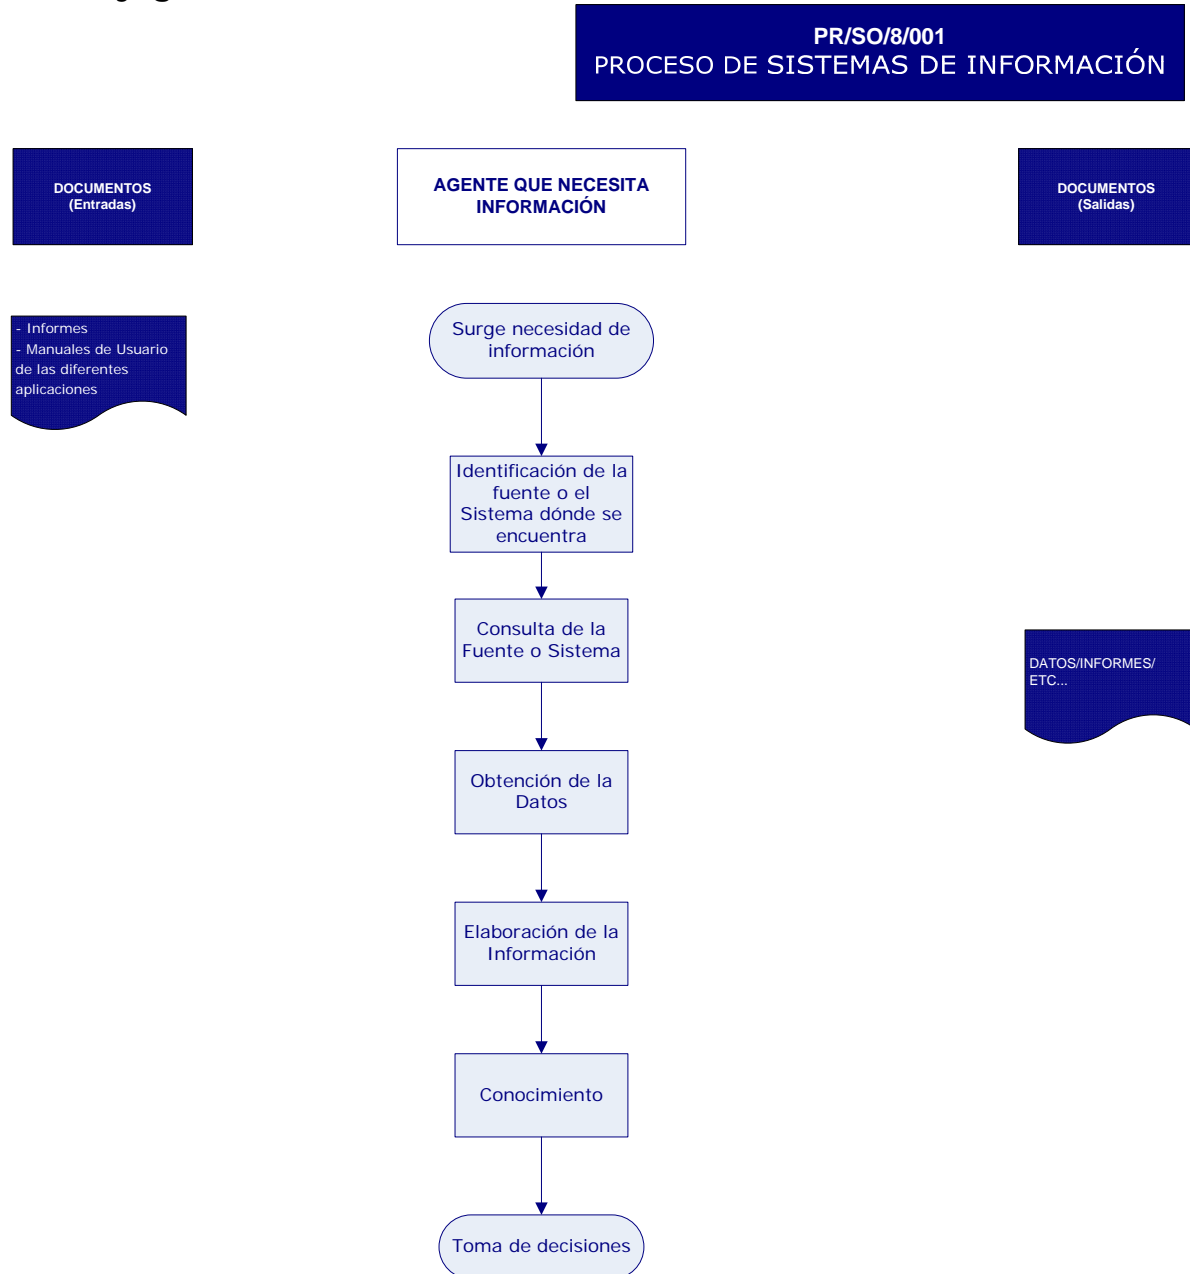 PR/SO/8/001
PROCESO DE SISTEMAS DE INFORMACIÓN
DOCUMENTOS
(Entradas)
AGENTE QUE NECESITA
INFORMACIÓN
DOCUMENTOS
(Salidas)
- Informes
- Manuales de Usuario
de las diferentes
aplicaciones
Surge necesidad de
información
Identificación de la
fuente o el
Sistema dónde se
encuentra
Consulta de la
Fuente o Sistema
DATOS/INFORMES/
ETC...
Obtención de la
Datos
Elaboración de la
Información
Conocimiento
Toma de decisiones